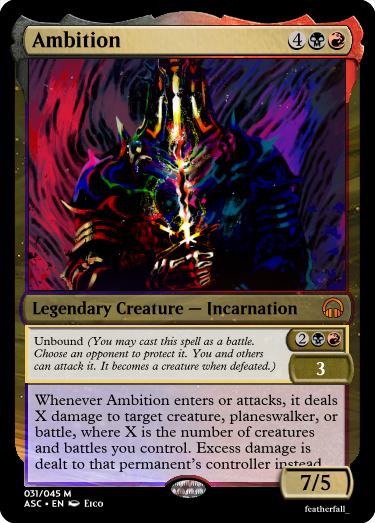 Ambition 4
Legendary Creature — Incarnation
Unbound (You may cast this spell as a battle. 2
Choose an opponent to protect it. You and others
can attack it. It becomes a creature when defeated.) 3
Whenever Ambition enters or attacks, it deals
X damage to target creature, planeswalker, or
battle, where X is the number of creatures
and battles you control. Excess damage is
dealt to that permanent's controller instead.
7/5
031/045 M
ASC • EN Eico
featherfall_